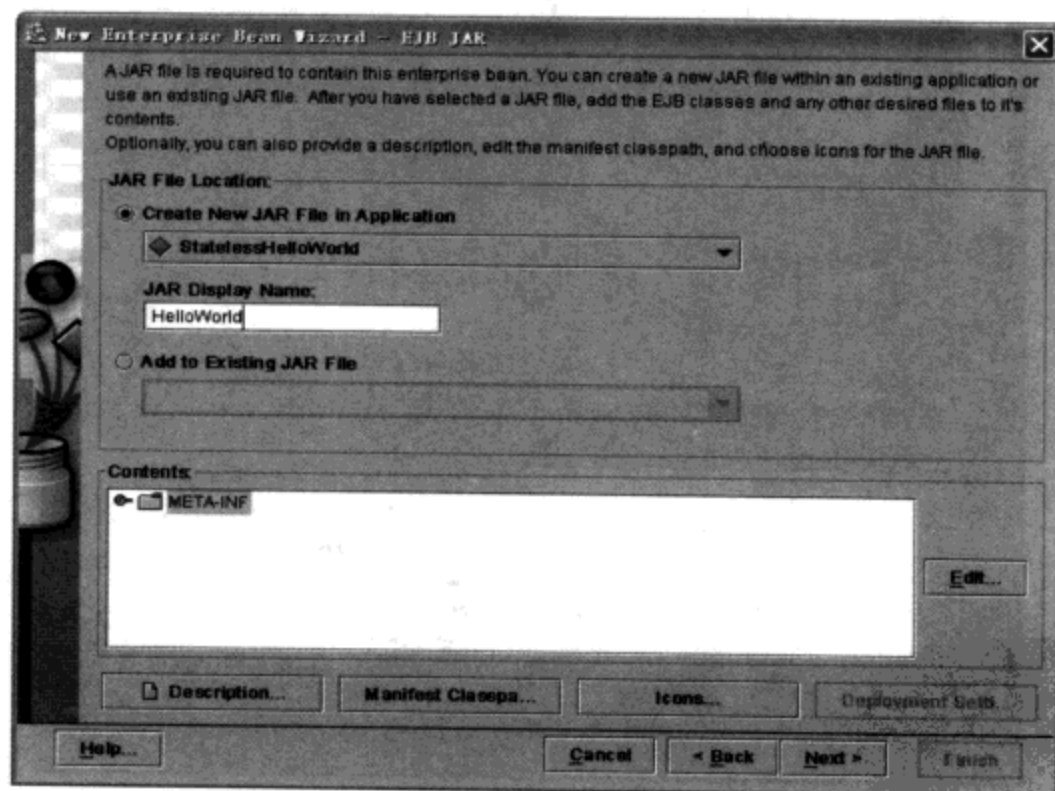 New Enterprise Bean Wizard - EJB JAR
A JAR file is required to contain this enterprise bean. You can create a new JAR file within an existing application or
use an existing JAR file. After you have selected a JAR file, add the EJB classes and any other desired files to it's
contents.
Optionally, you can also provide a description, edit the manifest classpath, and choose icons for the JAR file.
JAR File Location:
Create New JAR File in Application
StatelessHelloWorld
JAR Display Name:
HelloWorld
Add to Existing JAR File
Contents:
META-INF
Edit...
Description...
Manifest Classpa...
Icons...
Deployment Setti...
Help...
Cancel
< Back
Next >
Finish